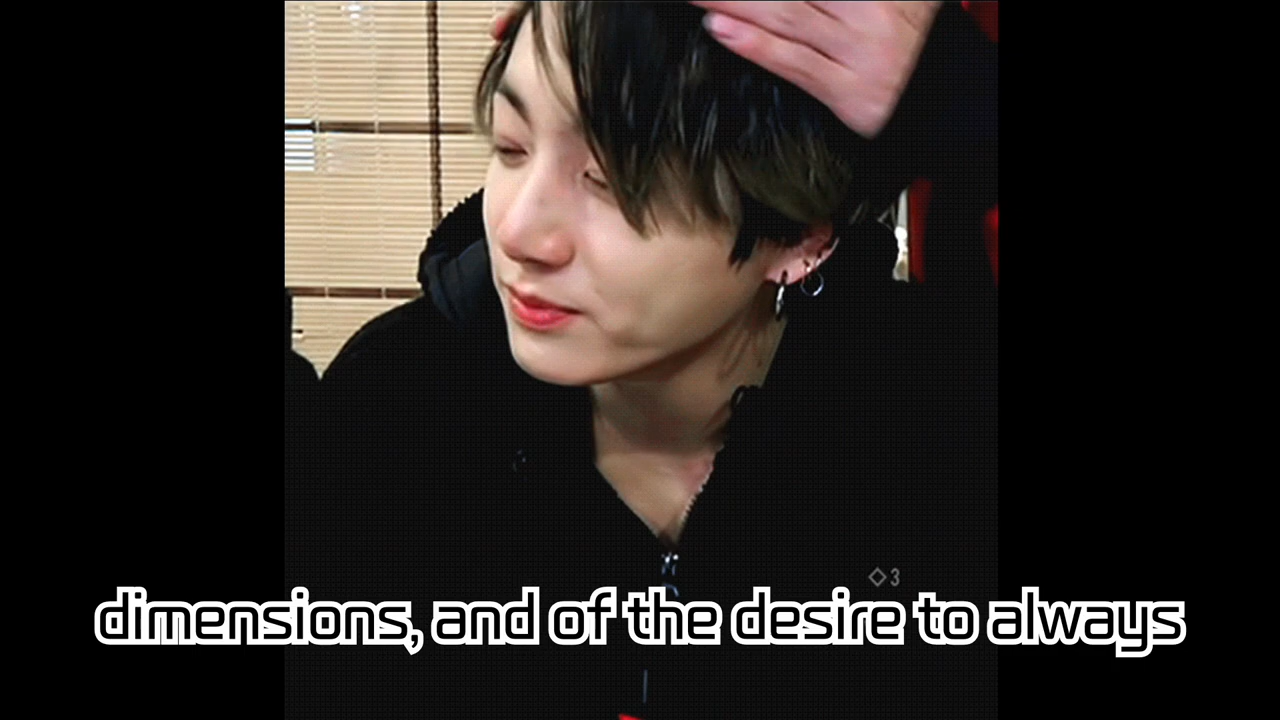 ◇3
dimensions, and of the desire to always